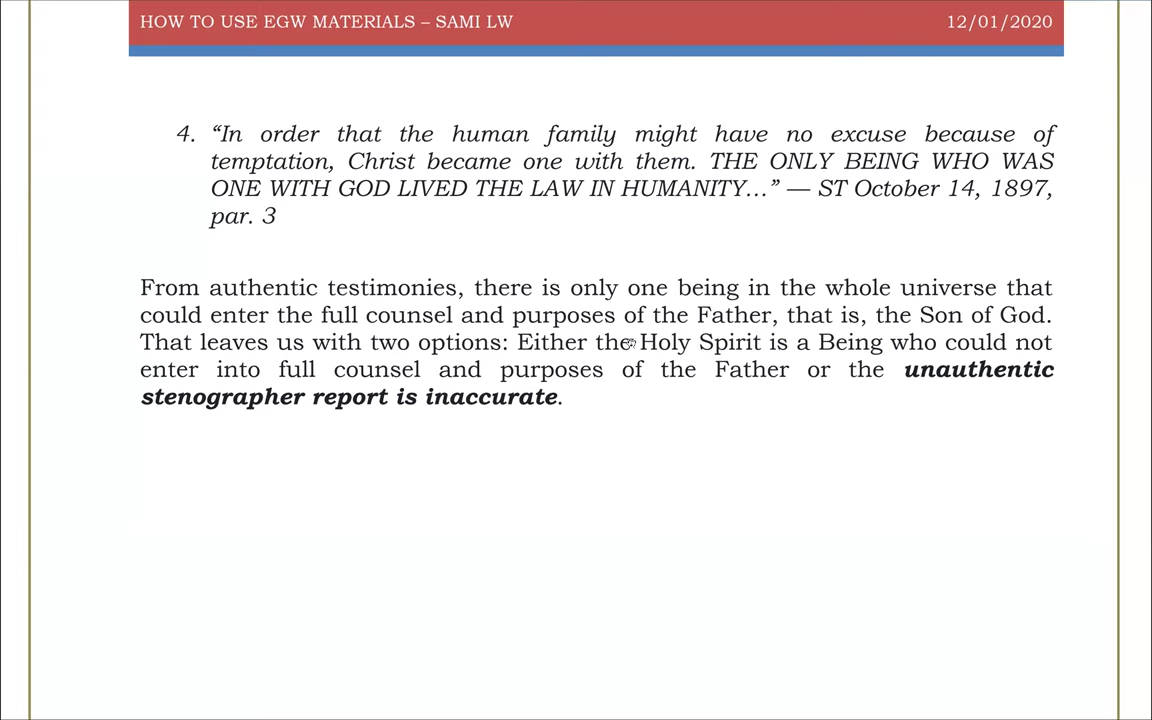 HOW TO USE EGW MATERIALS – SAMI LW 12/01/2020
4. “In order that the human family might have no excuse because of
temptation, Christ became one with them. THE ONLY BEING WHO WAS
ONE WITH GOD LIVED THE LAW IN HUMANITY…” — ST October 14, 1897,
par. 3
From authentic testimonies, there is only one being in the whole universe that
could enter the full counsel and purposes of the Father, that is, the Son of God.
That leaves us with two options: Either the Holy Spirit is a Being who could not
enter into full counsel and purposes of the Father or the unauthentic
stenographer report is inaccurate.